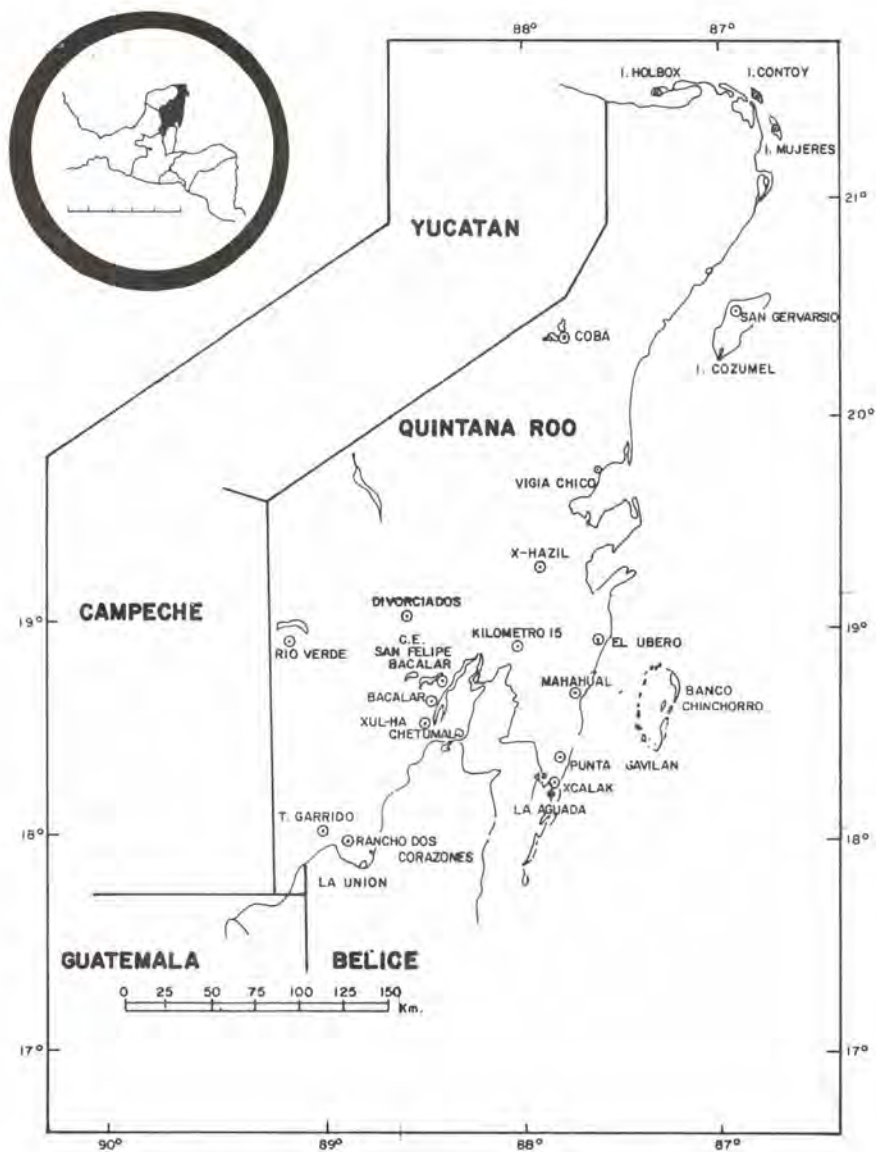 88° 87°
I. HOLBOX I. CONTOY
I. MUJERES
21°
YUCATAN
SAN GERVARSIO
COBA
I. COZUMEL
20°
QUINTANA ROO
VIGIA CHICO
X-HAZIL
CAMPECHE
DIVORCIADOS
19° 19°
C.E.
SAN FELIPE
BACALAR
KILOMETRO 15
EL UBERO
RIO VERDE
MAHAHUAL
BANCO
CHINCHORRO
BACALAR
XUL-HA
CHETUMAL
PUNTA GAVILAN
XCALAK
LA AGUADA
T. GARRIDO
18° 18°
RANCHO DOS
CORAZONES
LA UNION
GUATEMALA BELICE
0 25 50 75 100 125 150
Km.
17° 17°
90° 89° 88° 87°